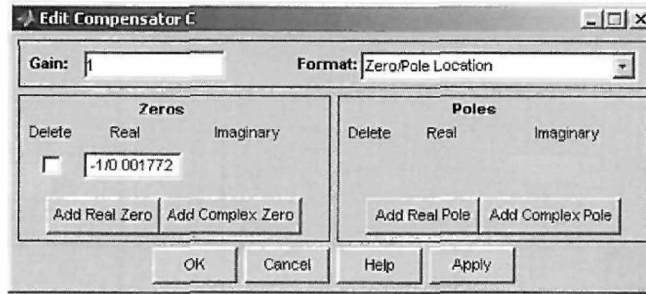 Edit Compensator C
Gain: 1 Format: Zero/Pole Location
Zeros
Delete Real Imaginary
-1/0.001772
Add Real Zero Add Complex Zero
Poles
Delete Real Imaginary
Add Real Pole Add Complex Pole
OK Cancel Help Apply